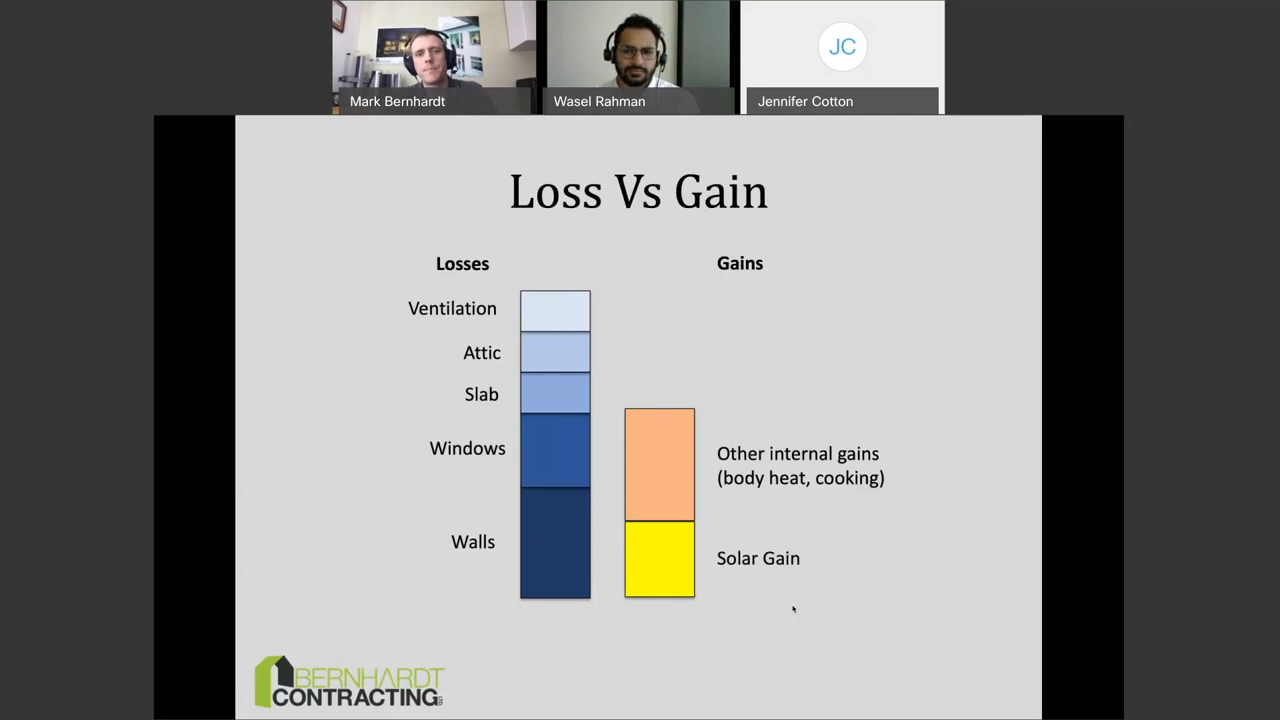 JC
Mark Bernhardt
Wasel Rahman
Jennifer Cotton
Loss Vs Gain
Losses
Gains
Ventilation
Attic
Slab
Windows
Walls
Other internal gains
(body heat, cooking)
Solar Gain
BERNHARDT
CONTRACTING